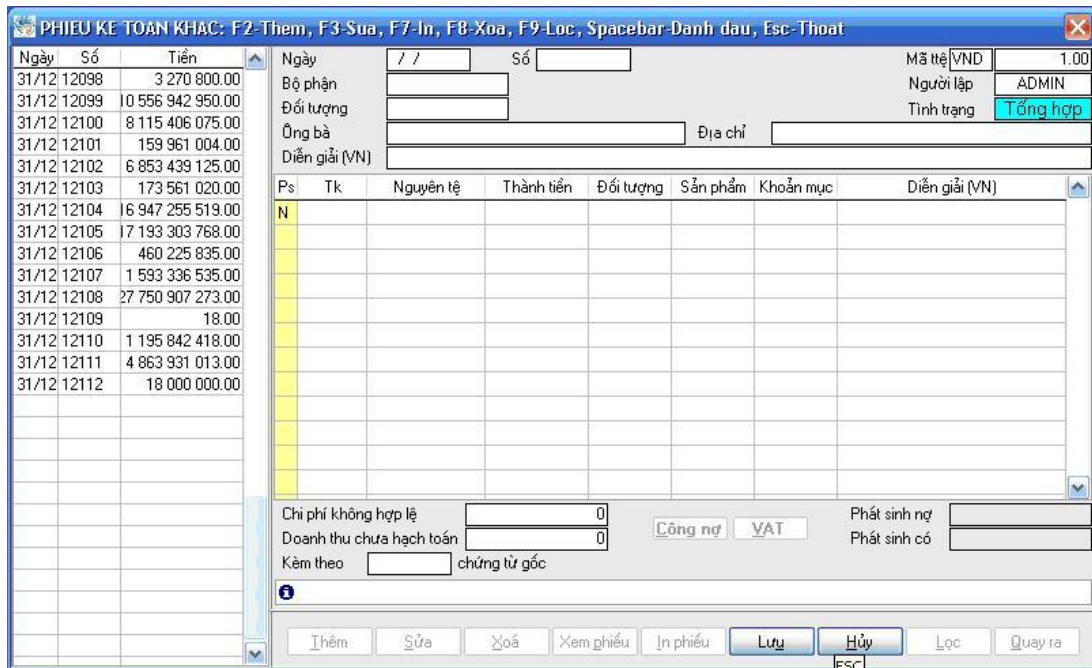 PHIEU KE TOAN KHAC: F2-Them, F3-Sua, F7-In, F8-Xoa, F9-Loc, Spacebar-Danh dau, Esc-Thoat
Ngày Số Tiền
31/12 12098 3 270 800.00
31/12 12099 10 556 942 950.00
31/12 12100 8 115 406 075.00
31/12 12101 159 961 004.00
31/12 12102 6 853 439 125.00
31/12 12103 173 561 020.00
31/12 12104 16 947 255 519.00
31/12 12105 17 193 303 768.00
31/12 12106 460 225 835.00
31/12 12107 1 593 336 535.00
31/12 12108 27 750 907 273.00
31/12 12109 18.00
31/12 12110 1 195 842 418.00
31/12 12111 4 863 931 013.00
31/12 12112 18 000 000.00
Ngày / / Số Mã ttệ VND 1.00
Bộ phận Người lập ADMIN
Đối tượng Tình trạng Tổng hợp
Ông bà Địa chỉ
Diễn giải (VN)
Ps Tk Nguyên tệ Thành tiền Đối tượng Sản phẩm Khoản mục Diễn giải (VN)
N
Chi phí không hợp lệ 0 Công nợ VAT Phát sinh nợ
Doanh thu chưa hạch toán 0 Phát sinh có
Kèm theo chứng từ gốc
Thêm Sửa Xoá Xem phiếu In phiếu Lưu Hủy Lọc Quay ra
ESC